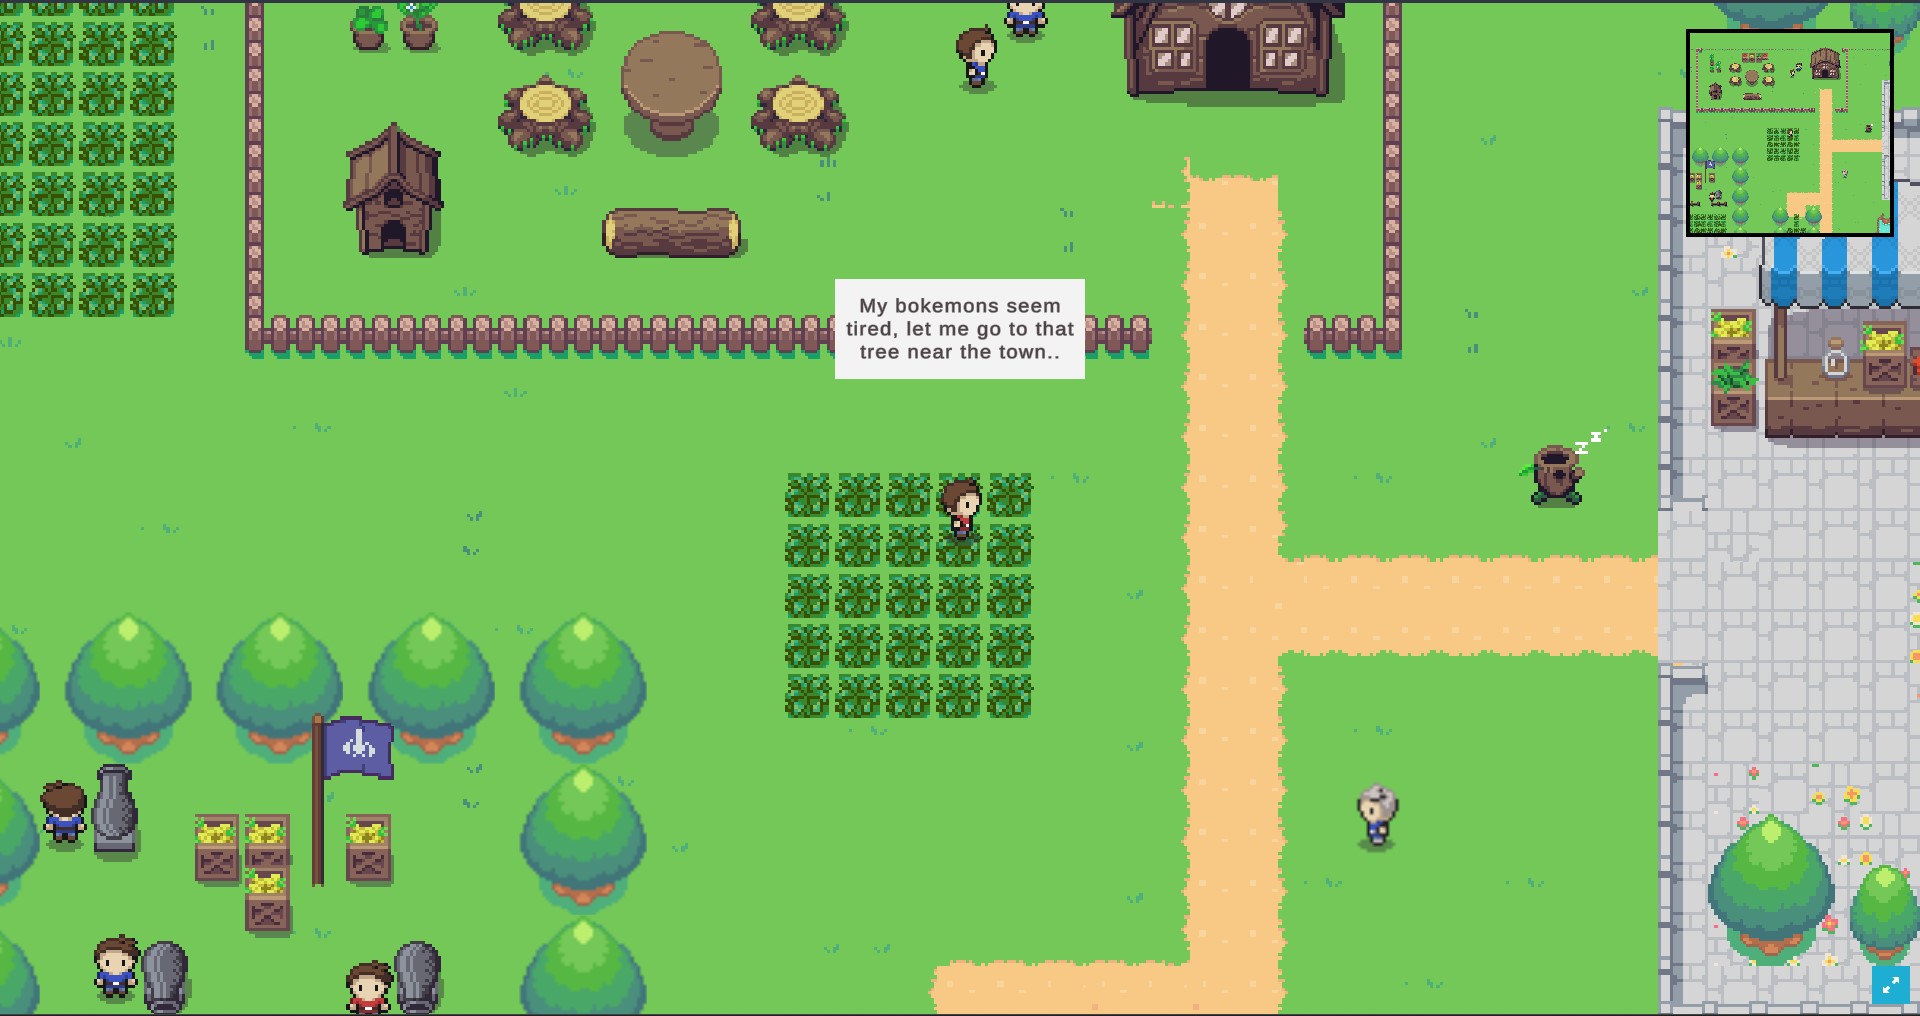 My bokemons seem
tired, let me go to that
tree near the town..
z z